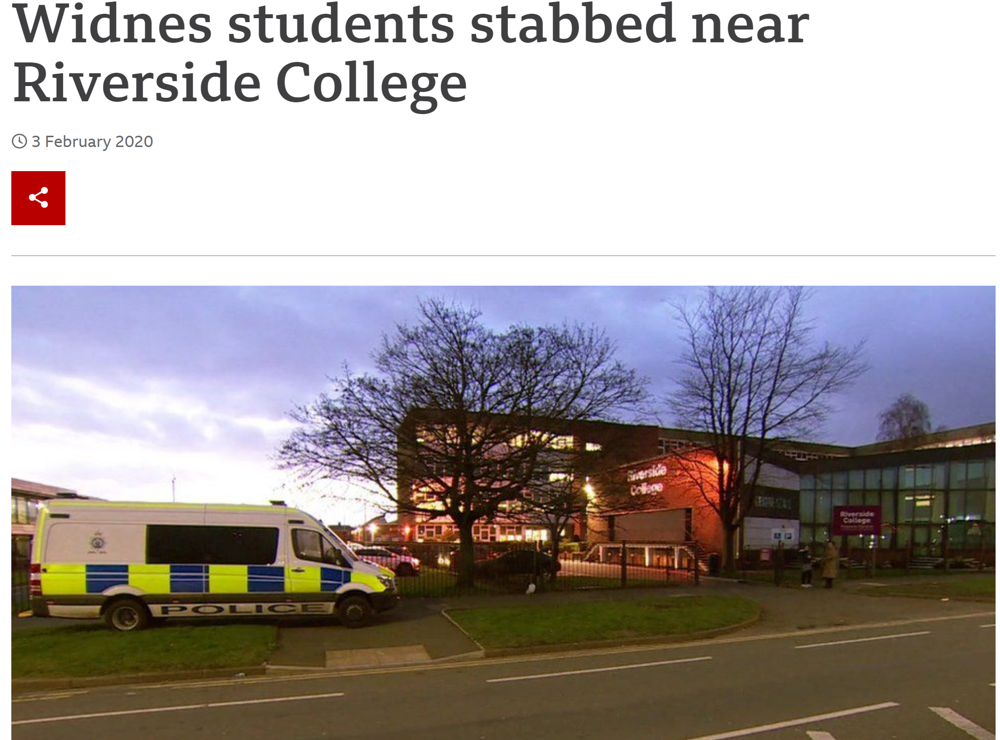 Widnes students stabbed near
Riverside College
3 February 2020
Riverside
College
Riverside
College
POLICE